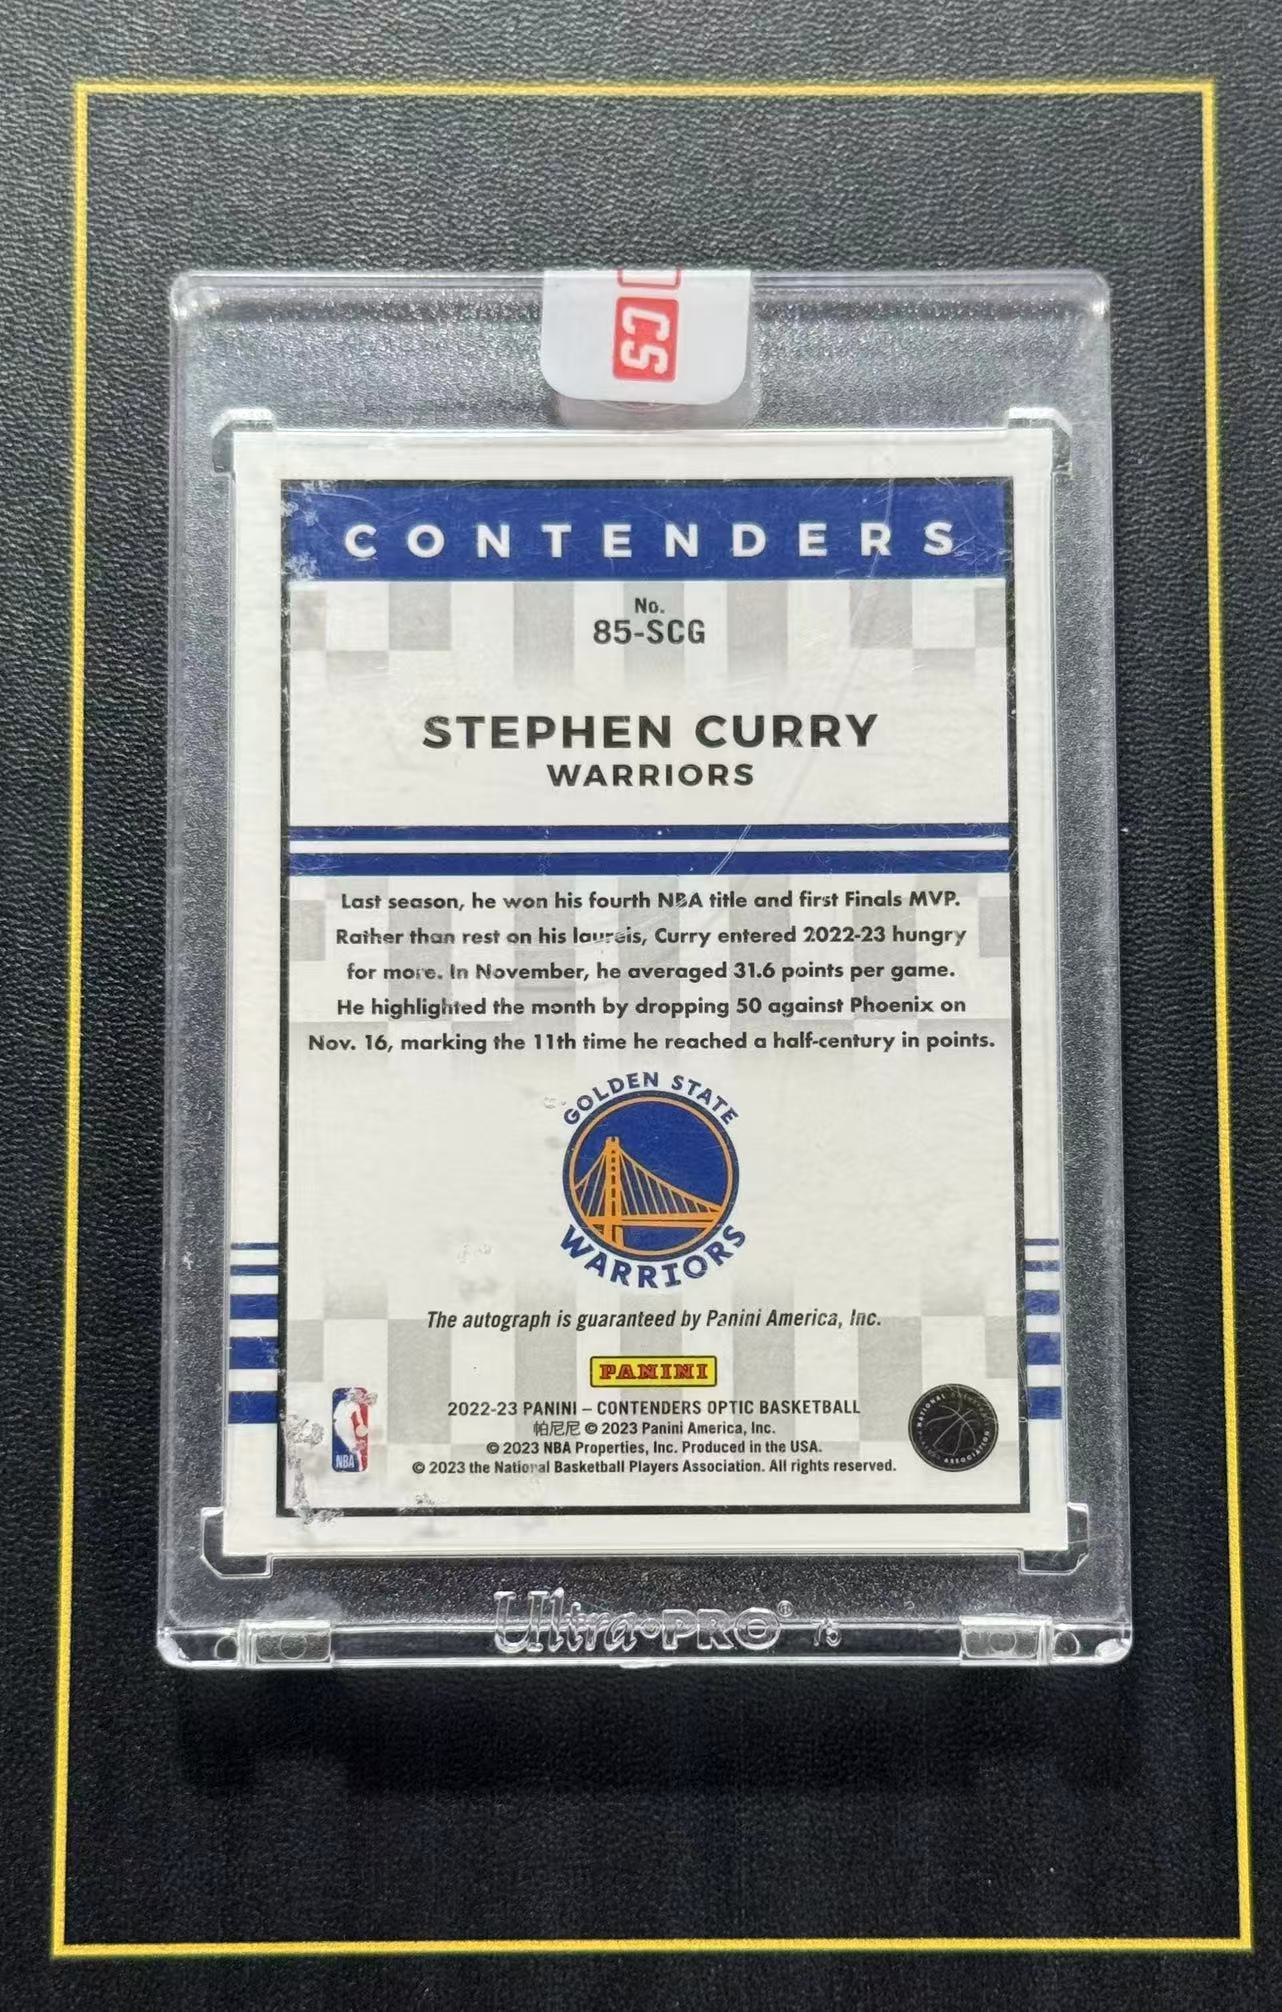 CS
CONTENDERS
No.
85-SCG
STEPHEN CURRY
WARRIORS
Last season, he won his fourth NBA title and first Finals MVP.
Rather than rest on his laurels, Curry entered 2022-23 hungry
for more. In November, he averaged 31.6 points per game.
He highlighted the month by dropping 50 against Phoenix on
Nov. 16, marking the 11th time he reached a half-century in points.
GOLDEN STATE
WARRIORS
The autograph is guaranteed by Panini America, Inc.
PANINI
2022-23 PANINI – CONTENDERS OPTIC BASKETBALL
帕尼尼 © 2023 Panini America, Inc.
© 2023 NBA Properties, Inc. Produced in the USA.
© 2023 the National Basketball Players Association. All rights reserved.
NBA
Ultra•PRO® 75